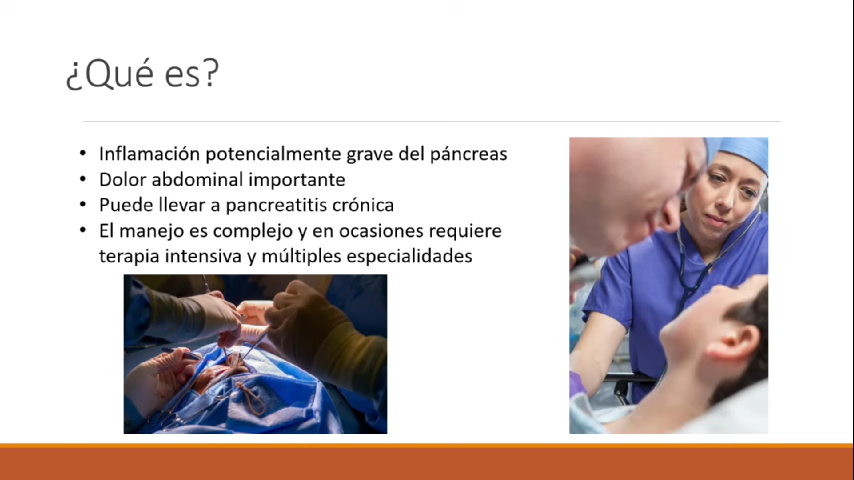 ¿Qué es?
• Inflamación potencialmente grave del páncreas
• Dolor abdominal importante
• Puede llevar a pancreatitis crónica
• El manejo es complejo y en ocasiones requiere
terapia intensiva y múltiples especialidades